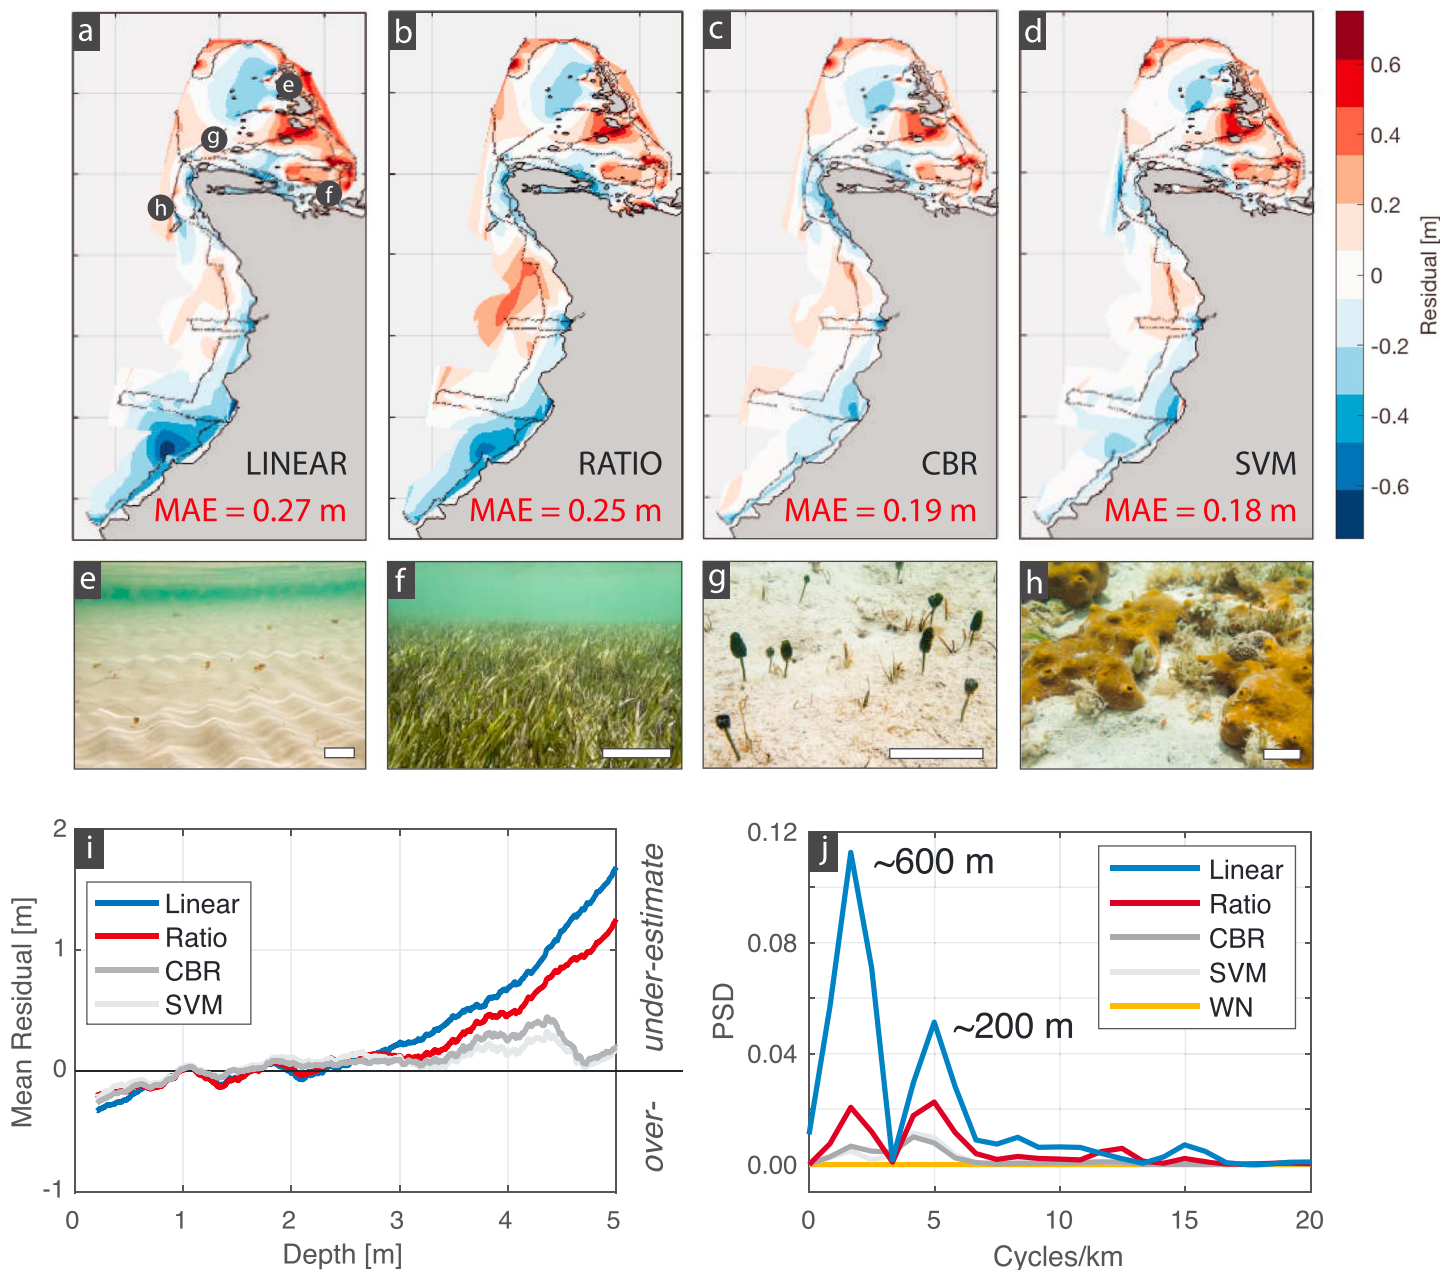 a
b
c
d
e
g
h
f
LINEAR
MAE = 0.27 m
RATIO
MAE = 0.25 m
CBR
MAE = 0.19 m
SVM
MAE = 0.18 m
0.6
0.4
0.2
0
-0.2
-0.4
-0.6
Residual [m]
e
f
g
h
i
2
1
0
-1
Mean Residual [m]
Linear
Ratio
CBR
SVM
under-estimate
over-
0 1 2 3 4 5
Depth [m]
j
0.12
0.08
0.04
0.00
PSD
~600 m
~200 m
Linear
Ratio
CBR
SVM
WN
0 5 10 15 20
Cycles/km